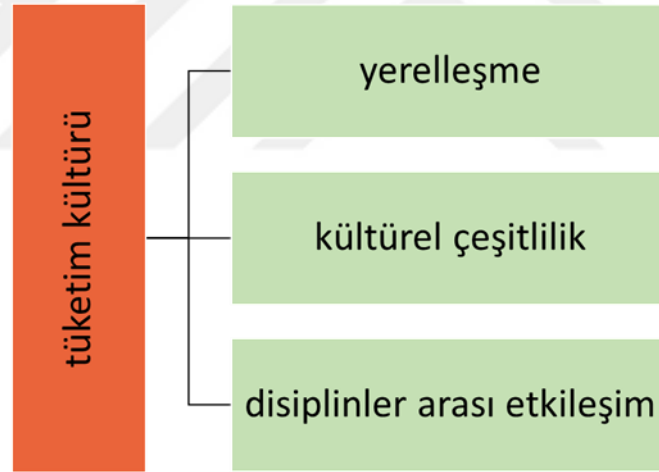 tüketim kültürü
yerelleşme
kültürel çeşitlilik
disiplinler arası etkileşim